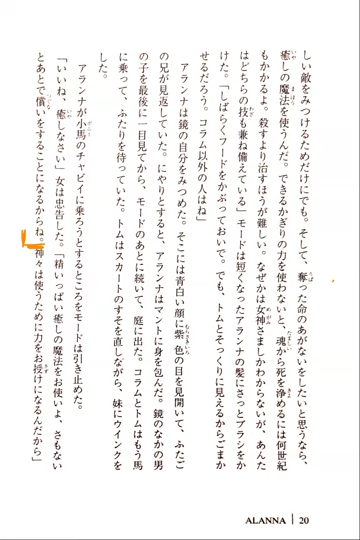 しい敵をみつけるためだけにでも。そして、奪った命のあがないをしたいと思うなら、
癒しの魔法を使うんだ。できるかぎりの力を使わないと、魂から死を浄めるには何世紀
もかかるよ。殺すより治すほうが難しい。なぜかは女神さましかわからないが、あんた
はどちらの技も兼ね備えている」モードは短くなったアランナの髪にさっとブラシをか
けた。「しばらくフードをかぶっておいで。でも、トムとそっくりに見えるからごまか
せるだろう。コラム以外の人はね」
アランナは鏡の自分をみつめた。そこには青白い顔に紫色の目を見開いて、ふたご
の兄が見返していた。にやりとすると、アランナはマントに身を包んだ。鏡のなかの男
の子を最後に一目見てから、モードのあとに続いて、庭に出た。コラムとトムはもう馬
に乗って、ふたりを待っていた。トムはスカートのすそを直しながら、妹にウインクを
した。
アランナが小馬のチャビイに乗ろうとするところをモードは引き止めた。
「いいね、癒しなさい」女は忠告した。「精いっぱい癒しの魔法をお使いよ、さもない
とあとで償いをすることになるからね。神々は使うために力をお授けになるんだから」
ALANNA | 20